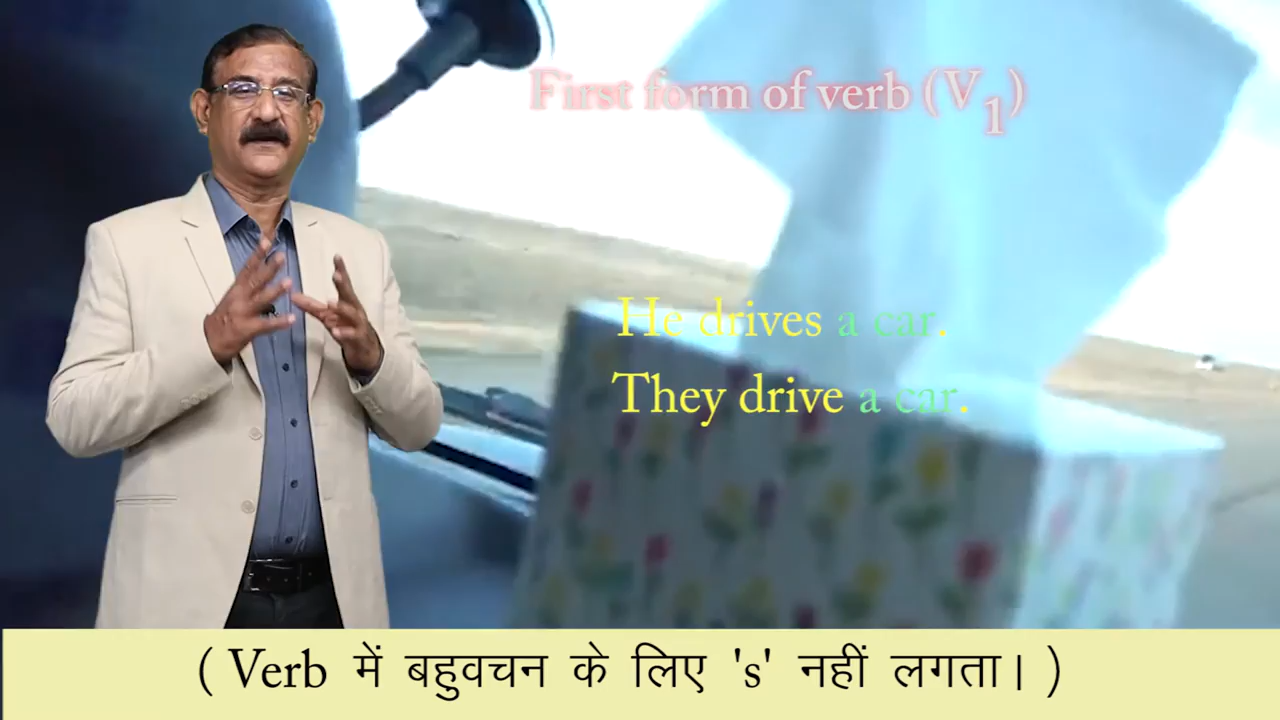 First form of verb (V1)
He drives a car.
They drive a car.
( Verb में बहुवचन के लिए 's' नहीं लगता। )